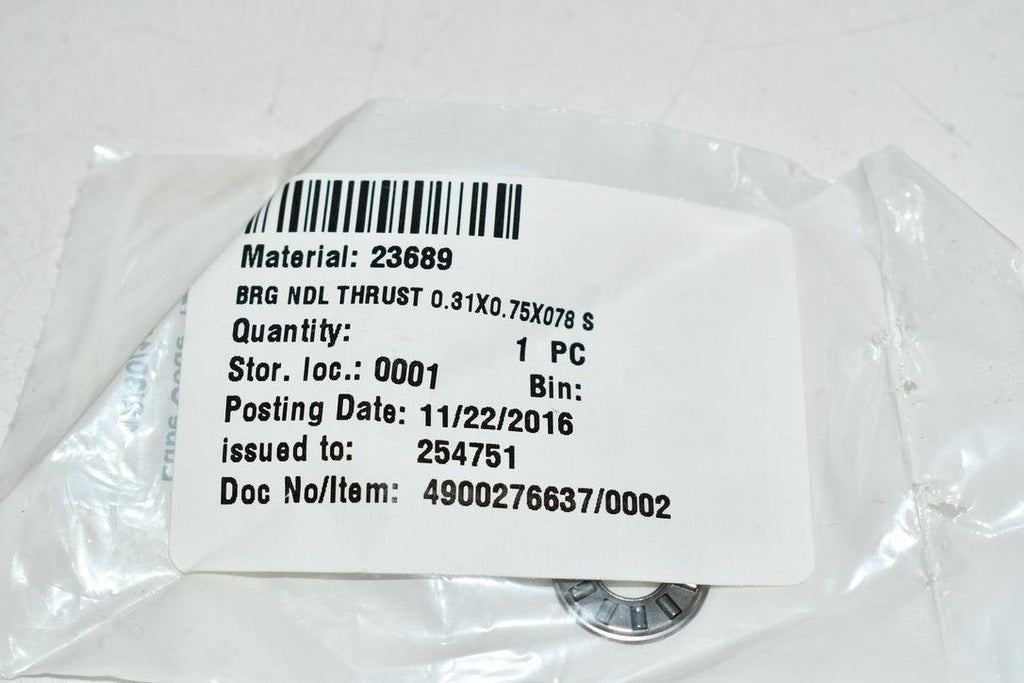 Material: 23689
BRG NDL THRUST 0.31X0.75X078 S
Quantity: 1 PC
Stor. loc.: 0001 Bin:
Posting Date: 11/22/2016
issued to: 254751
Doc No/Item: 4900276637/0002